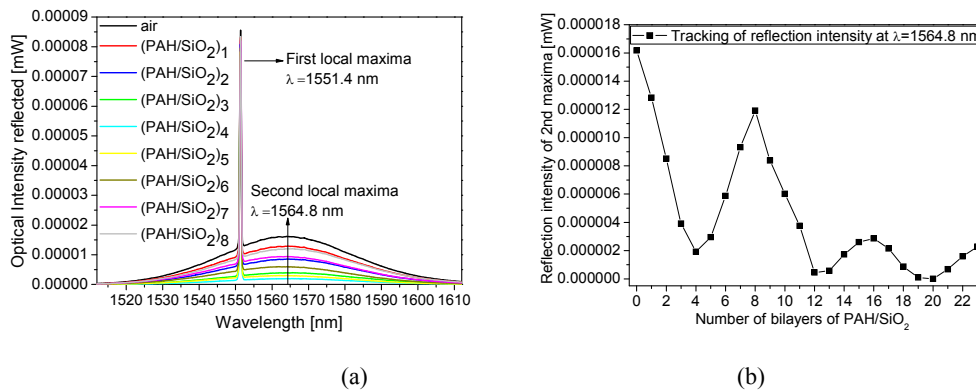 Optical Intensity reflected [mW]
0.00009
0.00008
0.00007
0.00006
0.00005
0.00004
0.00003
0.00002
0.00001
0.00000
air
(PAH/SiO2)1
(PAH/SiO2)2
(PAH/SiO2)3
(PAH/SiO2)4
(PAH/SiO2)5
(PAH/SiO2)6
(PAH/SiO2)7
(PAH/SiO2)8
First local maxima
λ =1551.4 nm
Second local maxima
λ =1564.8 nm
1520 1530 1540 1550 1560 1570 1580 1590 1600 1610
Wavelength [nm]
(a)
Reflection intensity of 2nd maxima [mW]
0.000018
0.000016
0.000014
0.000012
0.000010
0.000008
0.000006
0.000004
0.000002
0.000000
Tracking of reflection intensity at λ=1564.8 nm
0 2 4 6 8 10 12 14 16 18 20 22
Number of bilayers of PAH/SiO2
(b)